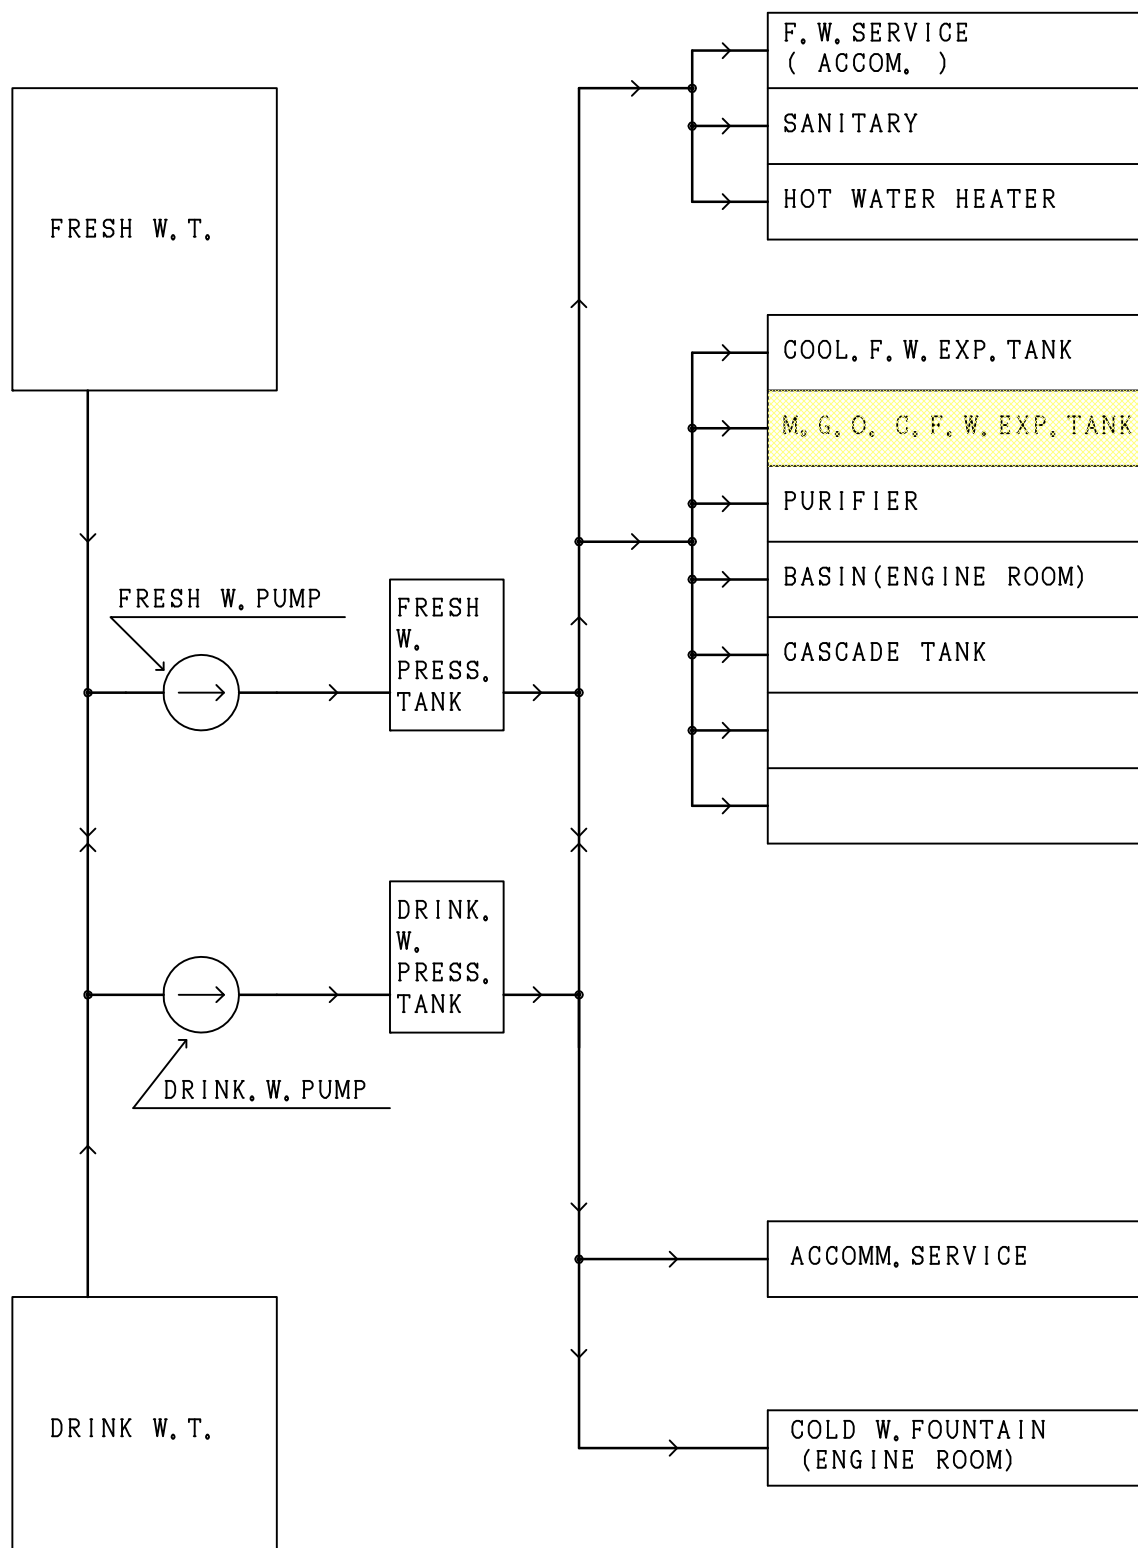 F.W.SERVICE
( ACCOM. )
SANITARY
HOT WATER HEATER
FRESH W.T.
COOL.F.W.EXP.TANK
M.G.O. C.F.W.EXP.TANK
PURIFIER
BASIN(ENGINE ROOM)
CASCADE TANK
FRESH W.PUMP
FRESH
W.
PRESS.
TANK
DRINK.
W.
PRESS.
TANK
DRINK.W.PUMP
ACCOMM.SERVICE
DRINK W.T.
COLD W.FOUNTAIN
(ENGINE ROOM)